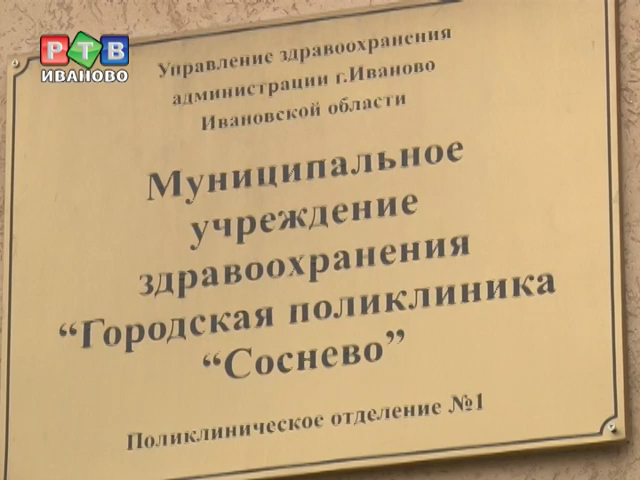 РТВ
ИВАНОВО
Управление здравоохранения
администрации г.Иваново
Ивановской области
Муниципальное
учреждение
здравоохранения
“Городская поликлиника
“Соснево”
Поликлиническое отделение №1